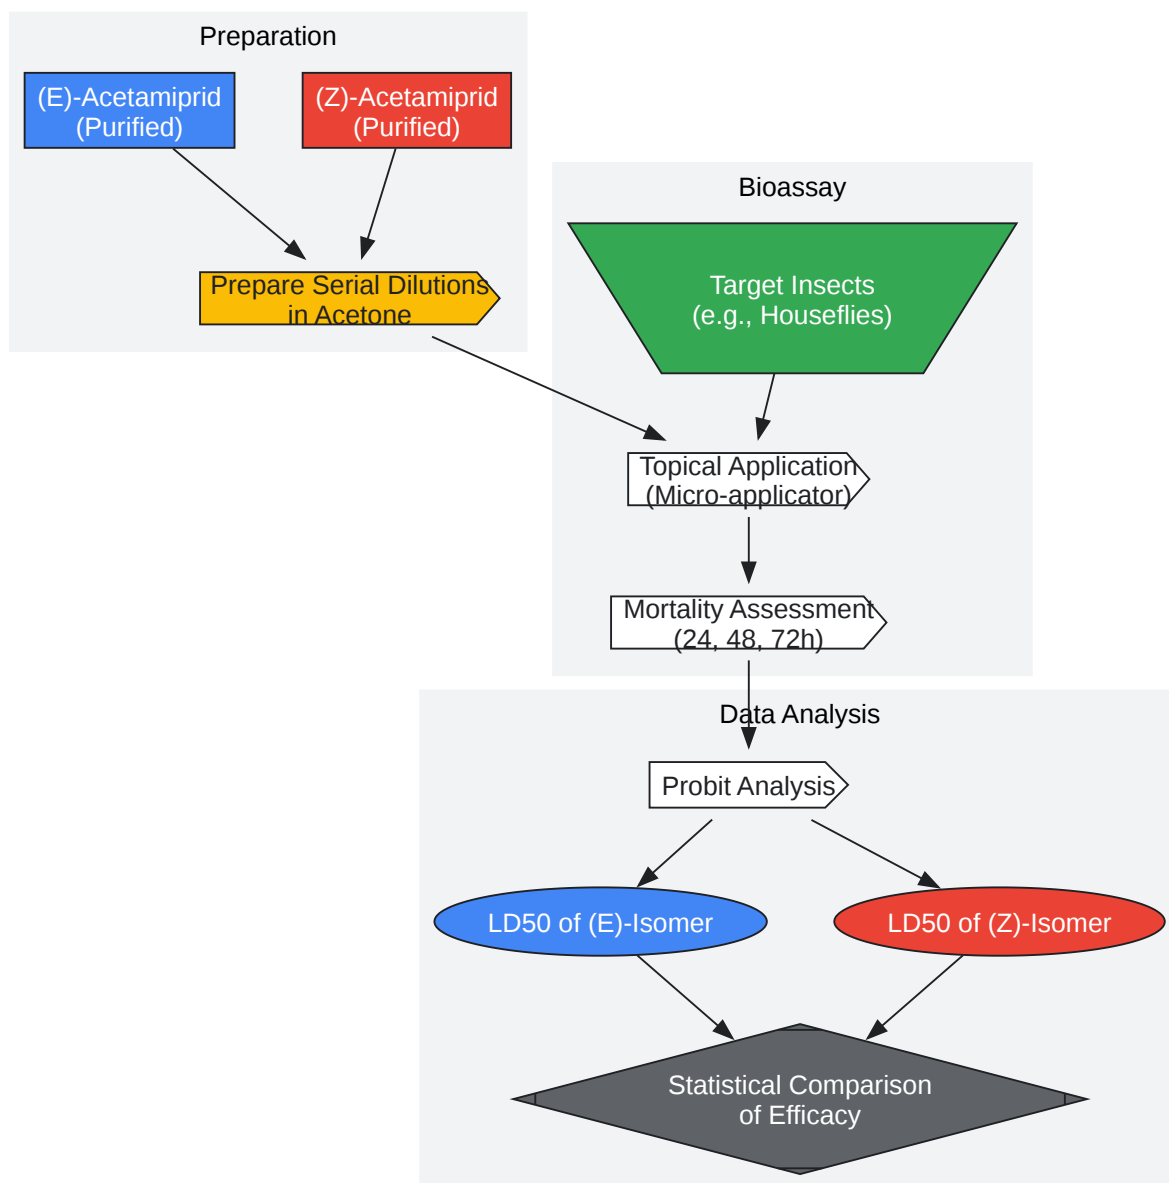 Preparation
(E)-Acetamiprid
(Purified)
(Z)-Acetamiprid
(Purified)
Prepare Serial Dilutions
in Acetone
Bioassay
Target Insects
(e.g., Houseflies)
Topical Application
(Micro-applicator)
Mortality Assessment
(24, 48, 72h)
Data Analysis
Probit Analysis
LD50 of (E)-Isomer
LD50 of (Z)-Isomer
Statistical Comparison
of Efficacy